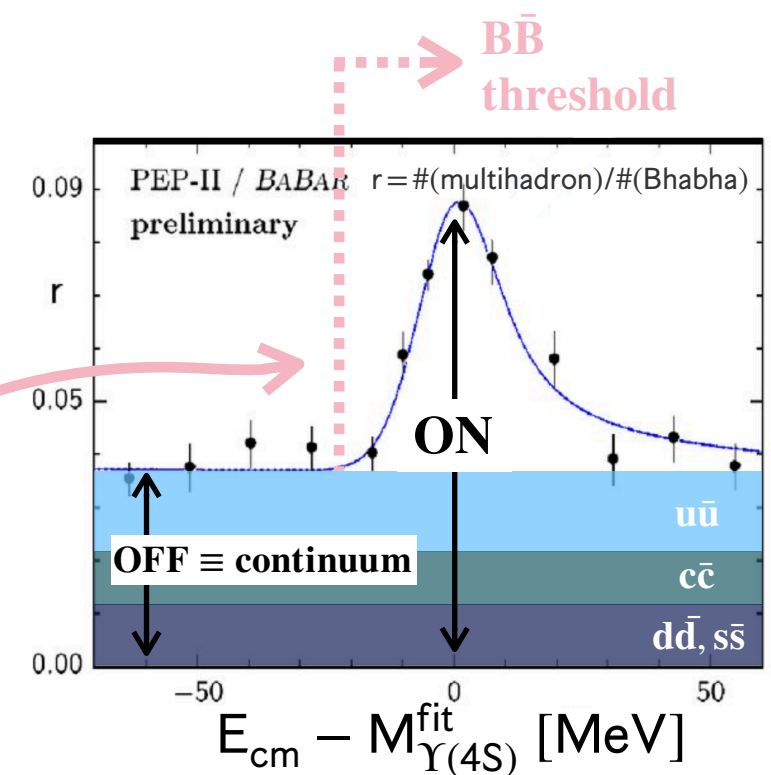 BB̄
threshold
PEP-II / BABAR r=#(multihadron)/#(Bhabha)
preliminary
0.09
r
0.05
ON
uū
OFF ≡ continuum
cc̄
dd̄, ss̄
0.00
−50 0 50
E_cm − M^fit_Υ(4S) [MeV]